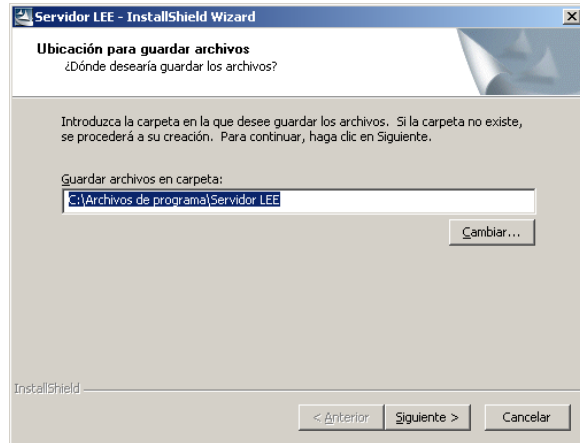 Servidor LEE - InstallShield Wizard
Ubicación para guardar archivos
¿Dónde desearía guardar los archivos?
Introduzca la carpeta en la que desee guardar los archivos. Si la carpeta no existe,
se procederá a su creación. Para continuar, haga clic en Siguiente.
Guardar archivos en carpeta:
C:\Archivos de programa\Servidor LEE
Cambiar...
InstallShield
< Anterior Siguiente > Cancelar